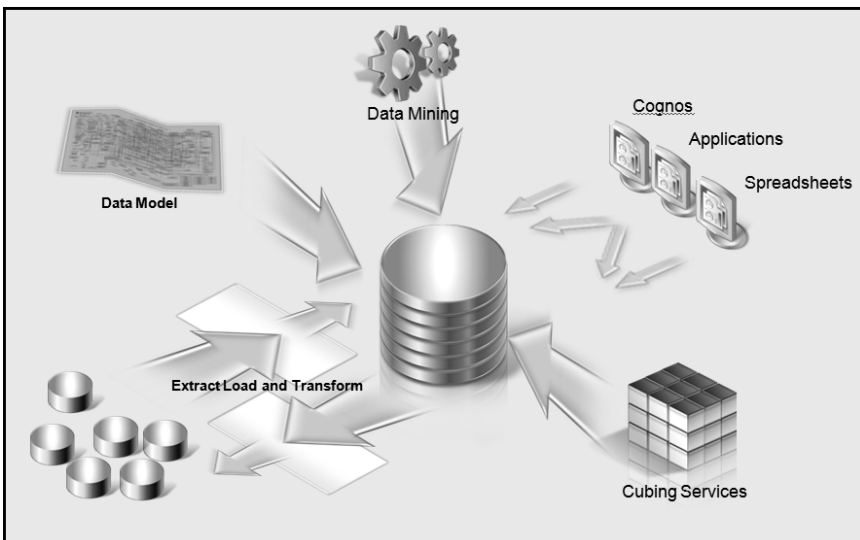 Data Mining
Cognos
Applications
Spreadsheets
Data Model
Extract Load and Transform
Cubing Services